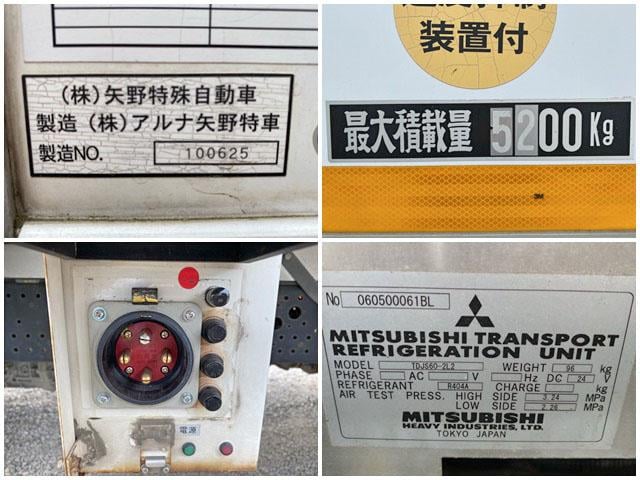 (株)矢野特殊自動車
製造 (株)アルナ矢野特車
製造NO. 100625
装置付
最大積載量 5200Kg
3M
電源
No 060500061BL
MITSUBISHI TRANSPORT
REFRIGERATION UNIT
MODEL TDJS60-2L2 WEIGHT 96 kg
PHASE AC V Hz DC 24 V
REFRIGERANT R404A CHARGE kg
AIR TEST PRESS. HIGH SIDE 3.24 MPa
LOW SIDE 2.26 MPa
MITSUBISHI
HEAVY INDUSTRIES, LTD.
TOKYO JAPAN